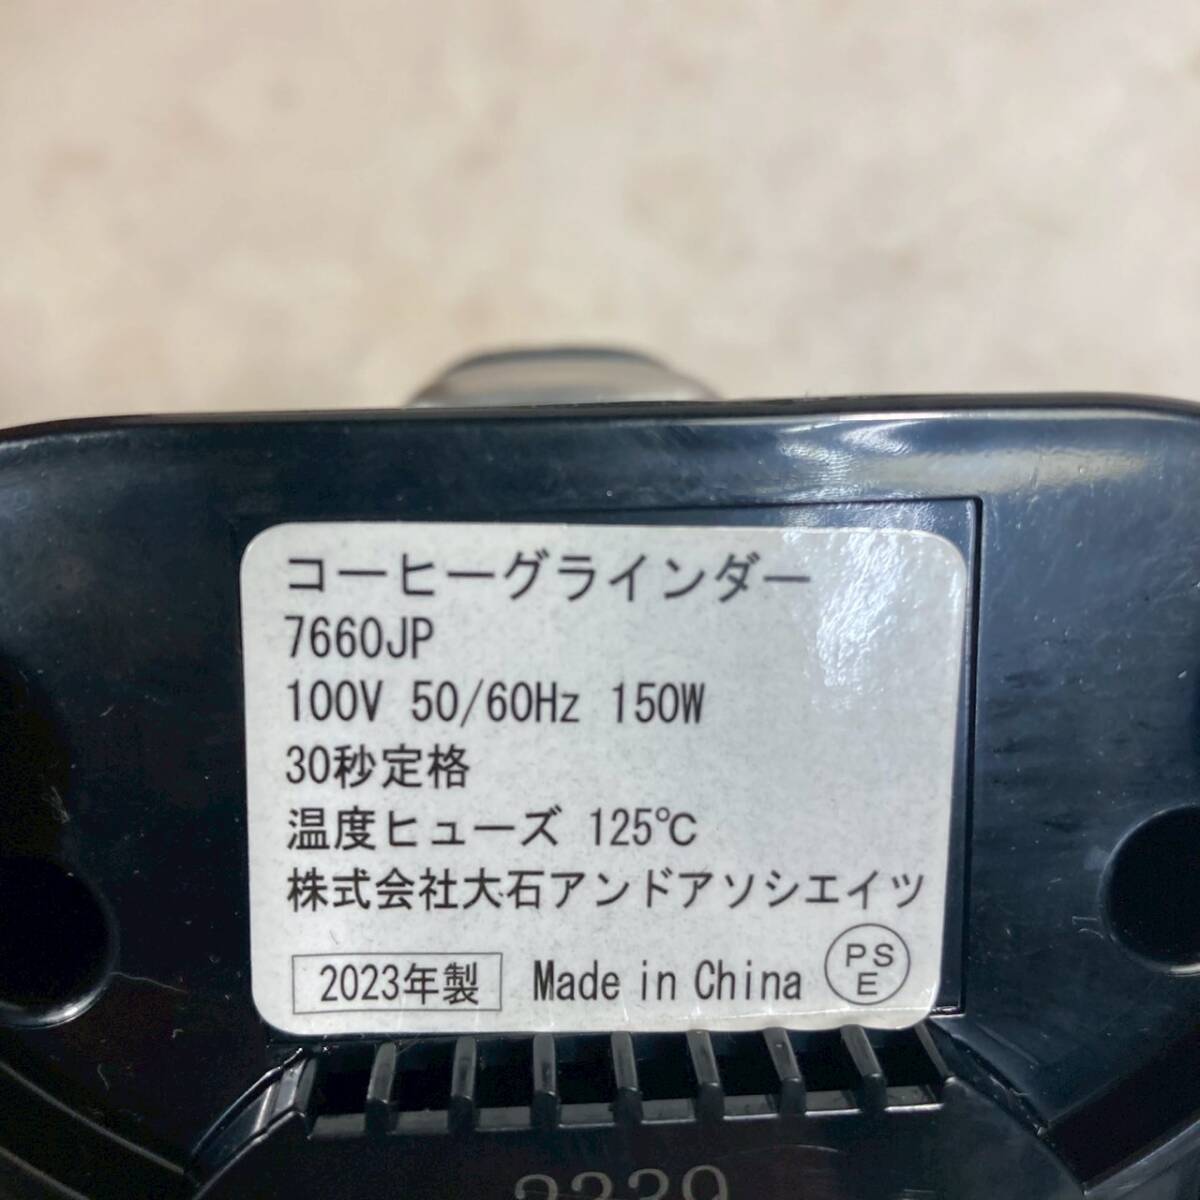 コーヒーグラインダー
7660JP
100V 50/60Hz 150W
30秒定格
温度ヒューズ 125℃
株式会社大石アンドアソシエイツ
2023年製 Made in China PSE
2339